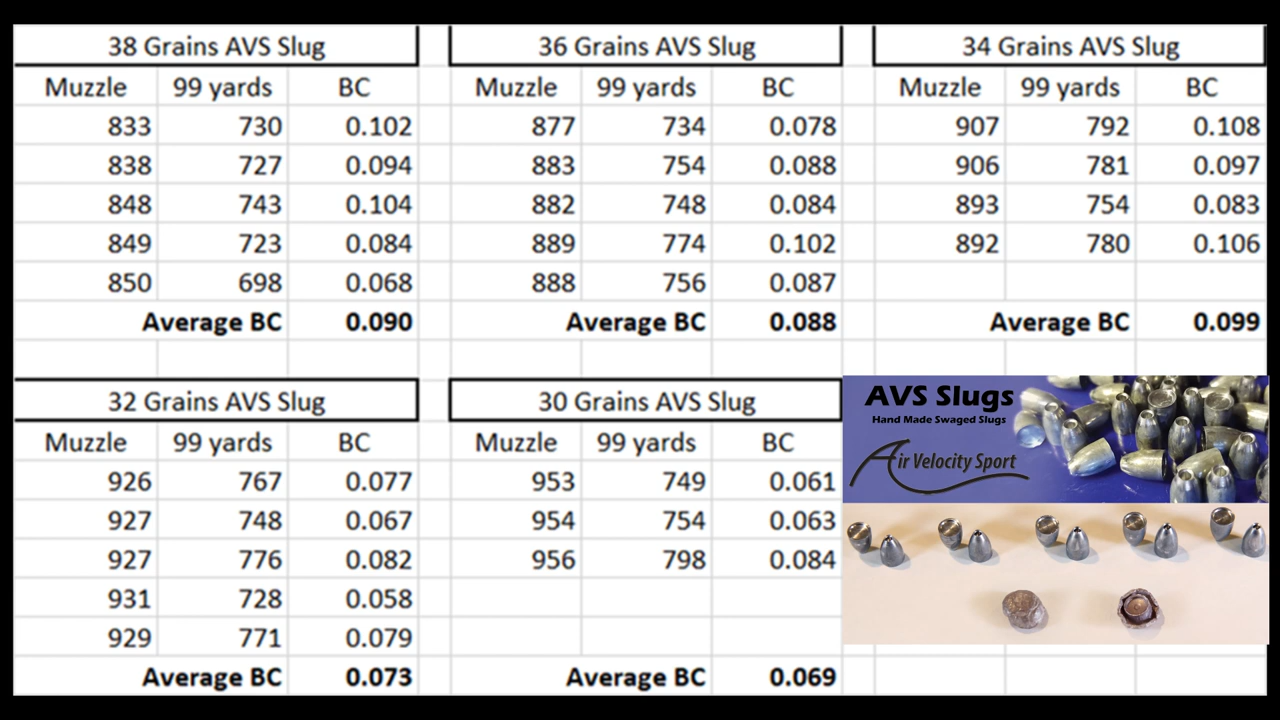 38 Grains AVS Slug 36 Grains AVS Slug 34 Grains AVS Slug
Muzzle 99 yards BC Muzzle 99 yards BC Muzzle 99 yards BC
833 730 0.102 877 734 0.078 907 792 0.108
838 727 0.094 883 754 0.088 906 781 0.097
848 743 0.104 882 748 0.084 893 754 0.083
849 723 0.084 889 774 0.102 892 780 0.106
850 698 0.068 888 756 0.087
Average BC 0.090 Average BC 0.088 Average BC 0.099
32 Grains AVS Slug 30 Grains AVS Slug
Muzzle 99 yards BC Muzzle 99 yards BC
926 767 0.077 953 749 0.061
927 748 0.067 954 754 0.063
927 776 0.082 956 798 0.084
931 728 0.058
929 771 0.079
Average BC 0.073 Average BC 0.069
AVS Slugs
Hand Made Swaged Slugs
Air Velocity Sport